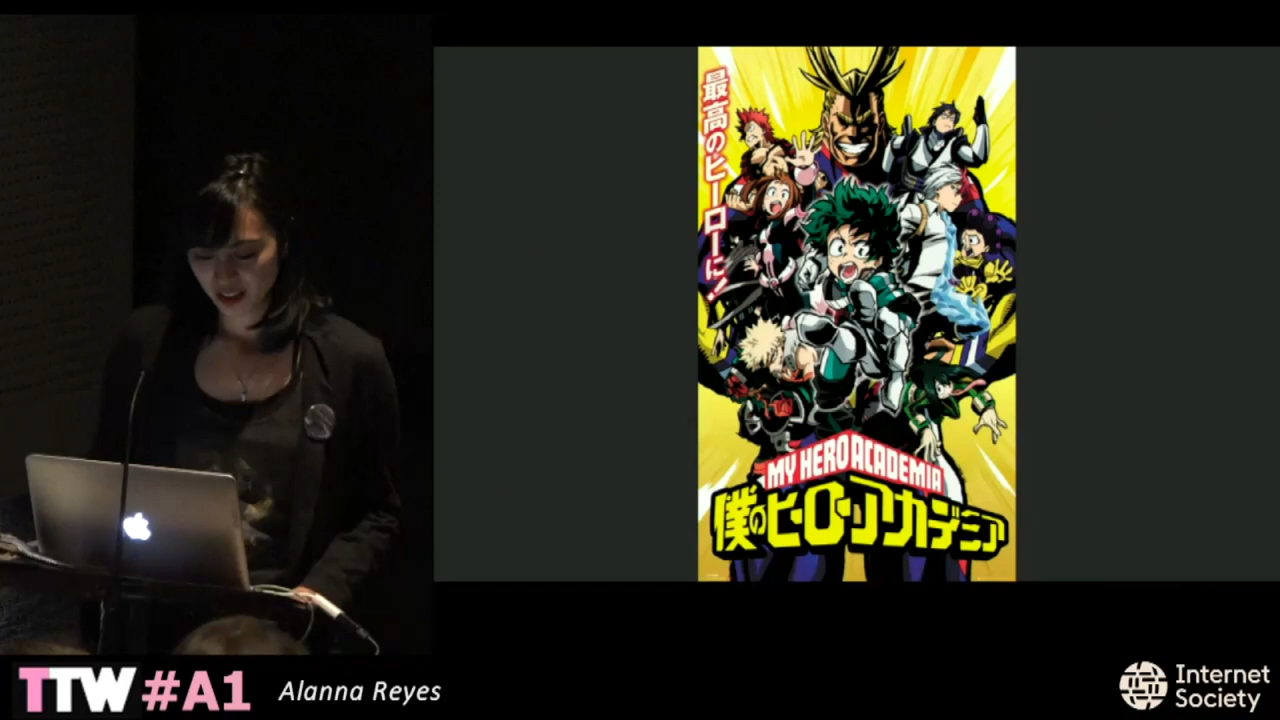 最高のヒーローに!
MY HERO ACADEMIA
僕のヒーローアカデミア
TTW #A1
Alanna Reyes
Internet
Society